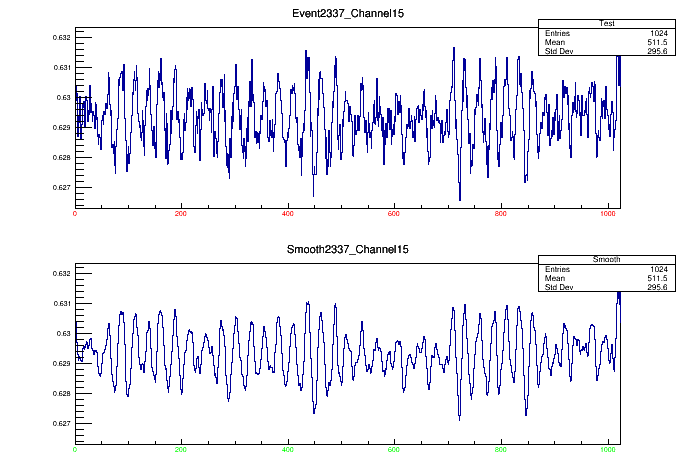 Event2337_Channel15
Test
Entries 1024
Mean 511.5
Std Dev 295.6
0.632
0.631
0.63
0.629
0.628
0.627
0 200 400 600 800 1000
Smooth2337_Channel15
Smooth
Entries 1024
Mean 511.5
Std Dev 295.6
0.632
0.631
0.63
0.629
0.628
0.627
0 200 400 600 800 1000